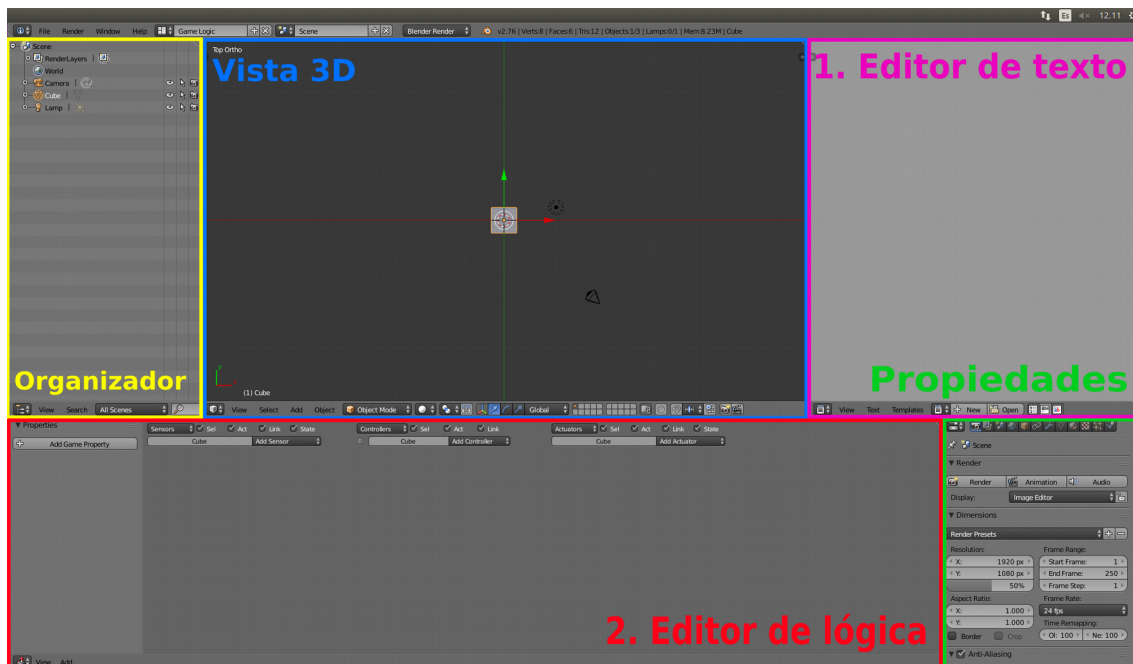 Es 12.11
File Render Window Help Game Logic Scene Blender Render v2.76 | Verts:8 | Faces:6 | Tris:12 | Objects:1/3 | Lamps:0/1 | Mem:8.23M | Cube
Scene
RenderLayers |
World
Camera |
Cube |
Lamp |
Organizador
View Search All Scenes
Top Ortho
Vista 3D
y
(1) Cube
View Select Add Object Object Mode Global
1. Editor de texto
Propiedades
View Text Templates New Open
Properties
Add Game Property
Sensors Sel Act Link State
Cube Add Sensor
Controllers Sel Act Link
Cube Add Controller
Actuators Sel Act Link State
Cube Add Actuator
2. Editor de lógica
View Add
Scene
Render
Render Animation Audio
Display: Image Editor
Dimensions
Render Presets
Resolution: Frame Range:
X: 1920 px Start Frame: 1
Y: 1080 px End Frame: 250
50% Frame Step: 1
Aspect Ratio: Frame Rate:
X: 1.000 24 fps
Y: 1.000 Time Remapping:
Border Crop Ol: 100 Ne: 100
Anti-Aliasing